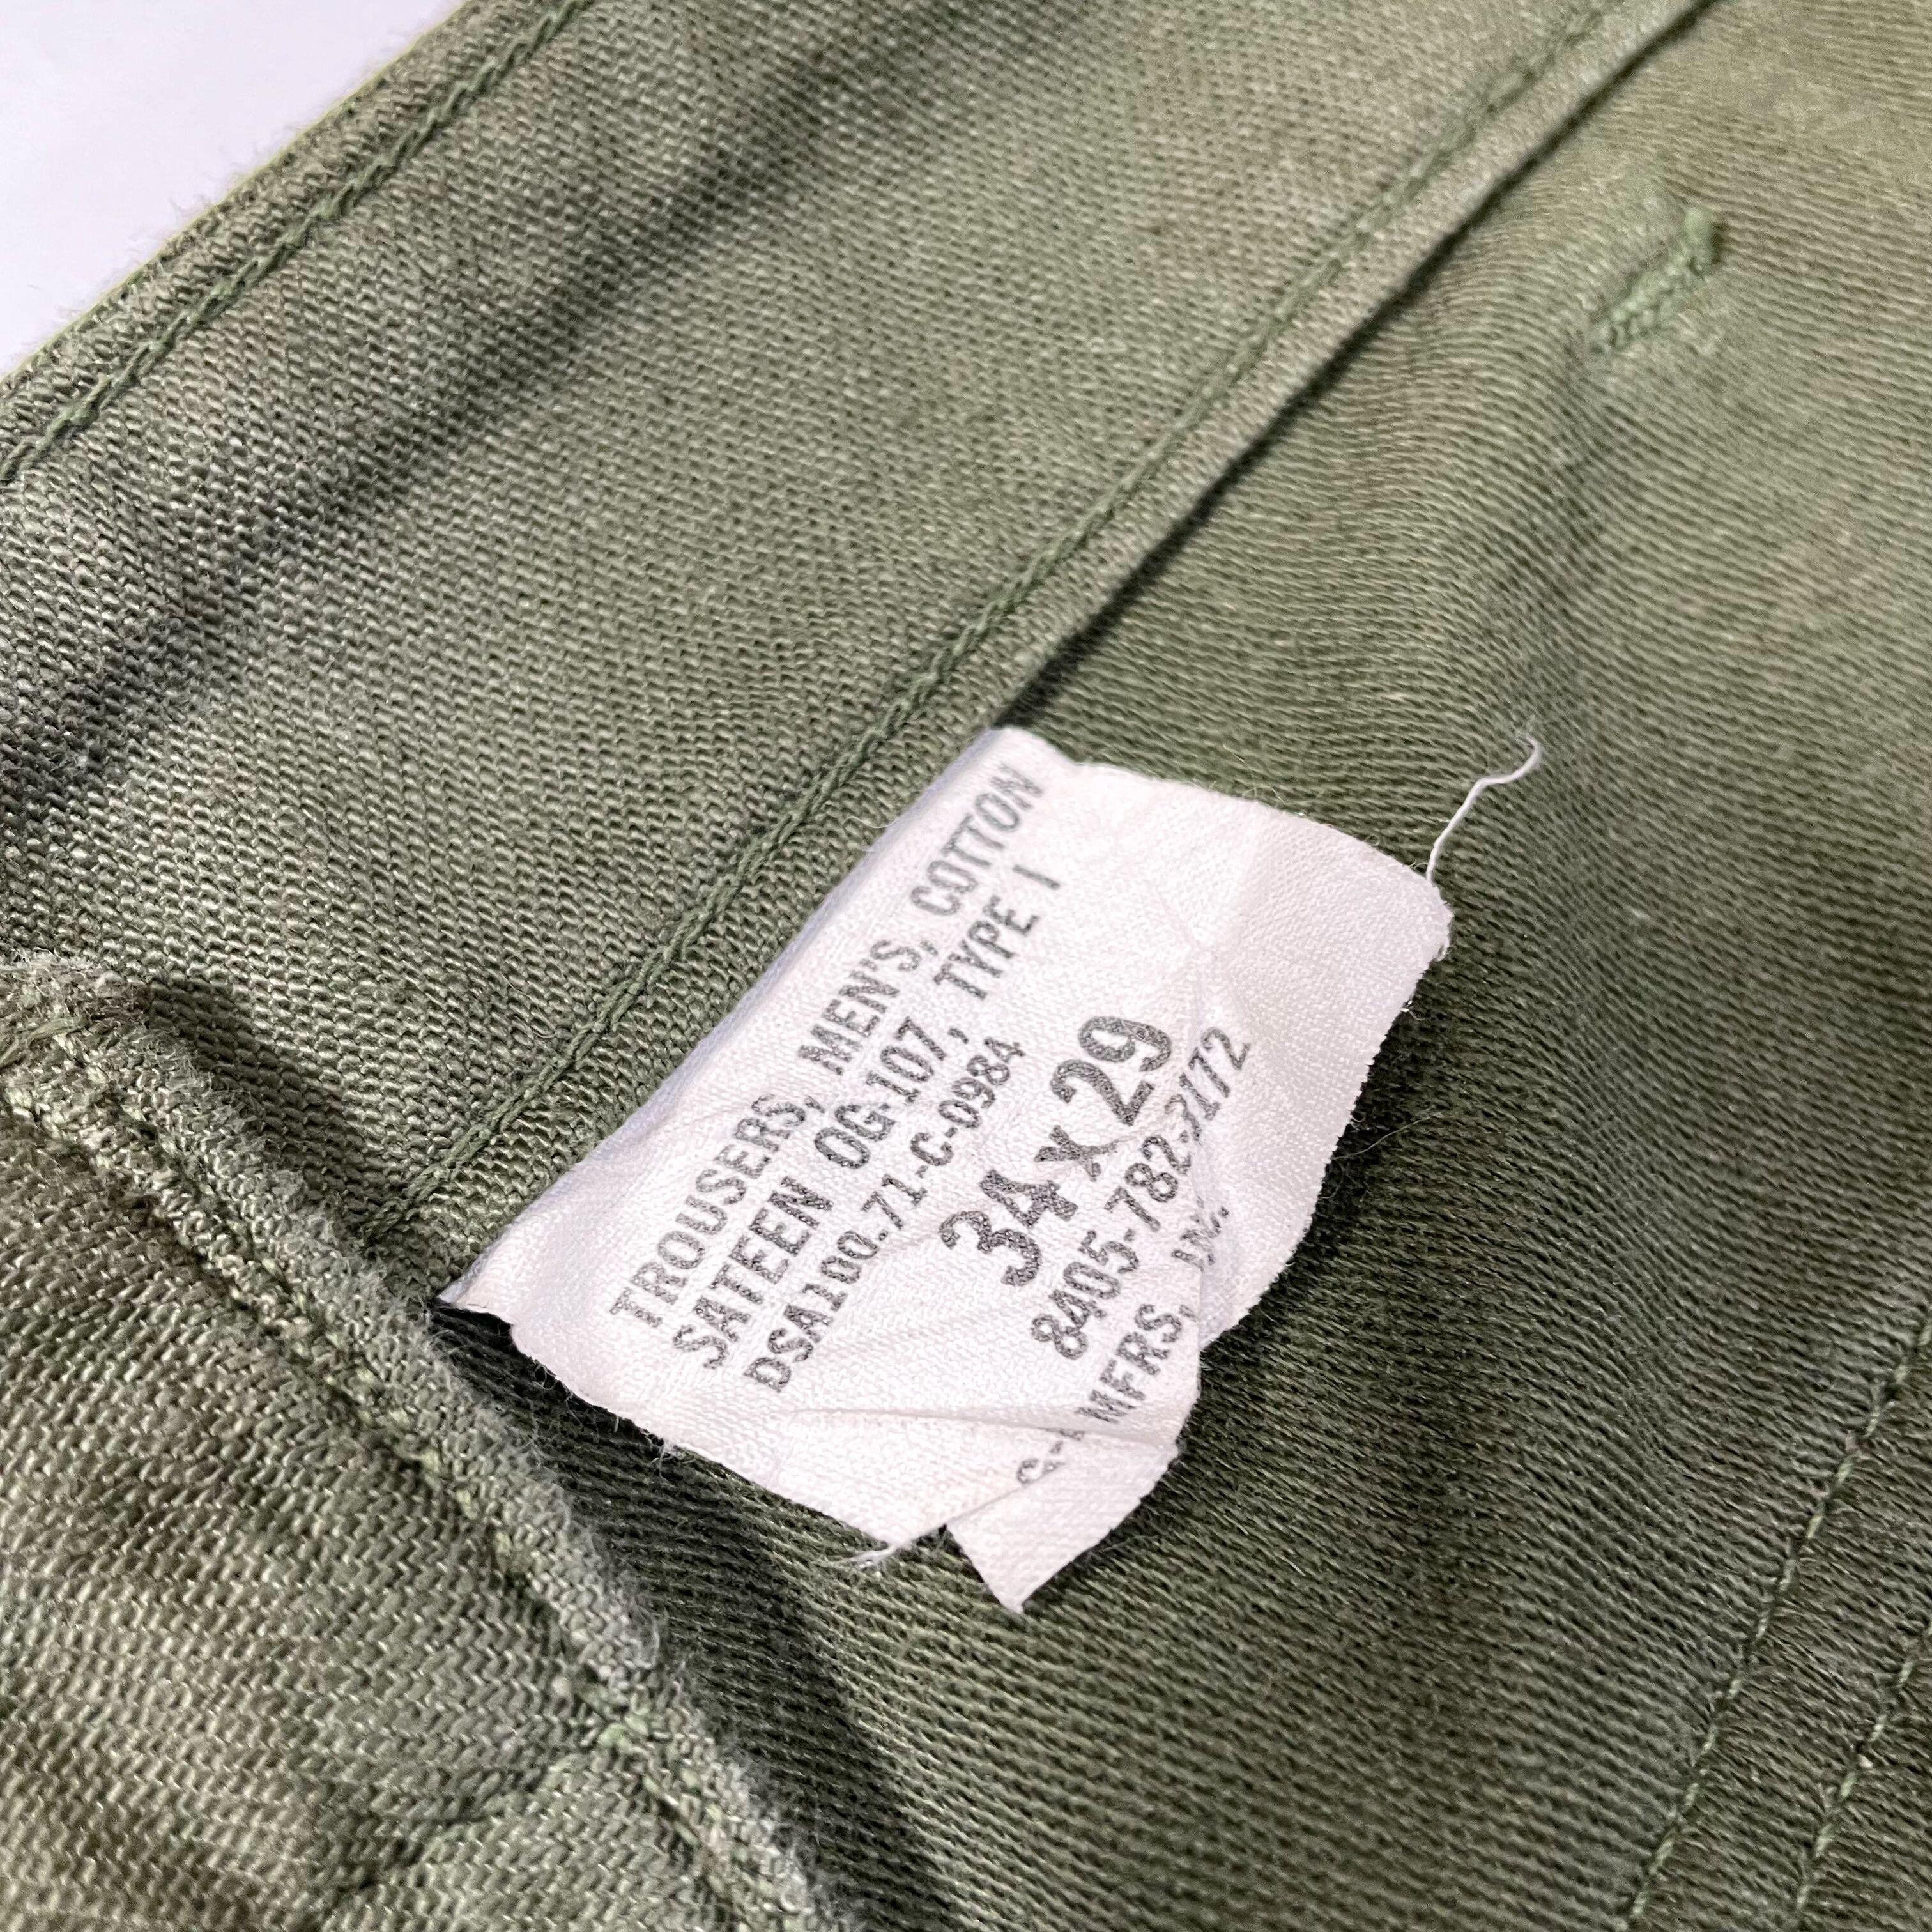 TROUSERS, MEN'S, COTTON
SATEEN OG-107, TYPE I
DSA100-71-C-0984
34 x 29
8405-782-3172
MFRS, INC.